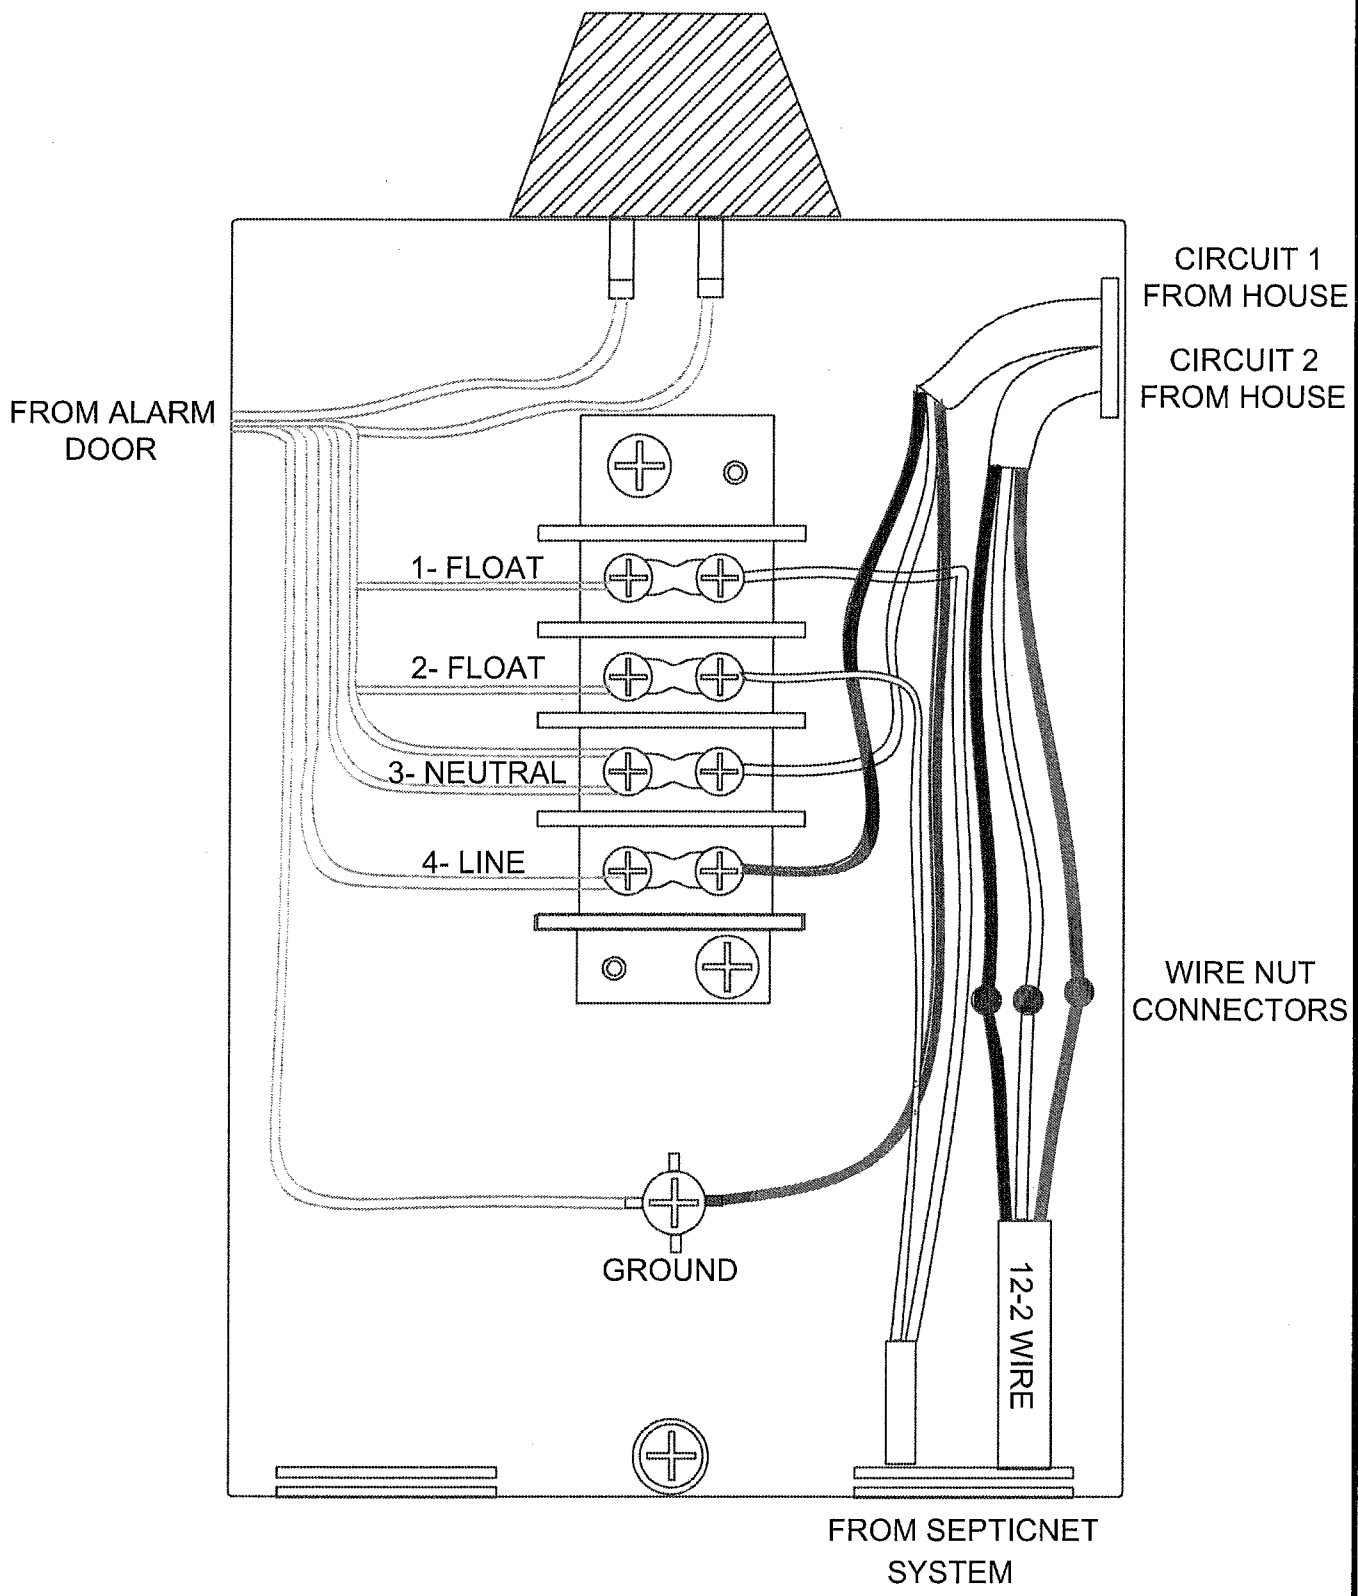 CIRCUIT 1
FROM HOUSE
CIRCUIT 2
FROM HOUSE
FROM ALARM
DOOR
1- FLOAT
2- FLOAT
3- NEUTRAL
4- LINE
WIRE NUT
CONNECTORS
GROUND
12-2 WIRE
FROM SEPTICNET
SYSTEM